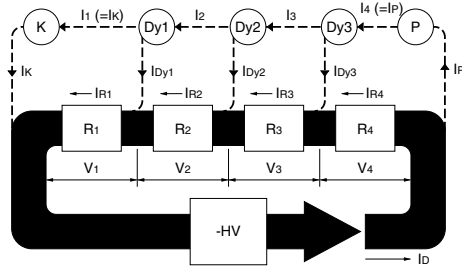 K I1 (=IK) Dy1 I2 Dy2 I3 Dy3 I4 (=IP) P
IK IDy1 IDy2 IDy3 IP
IR1 IR2 IR3 IR4
R1 R2 R3 R4
V1 V2 V3 V4
-HV
ID